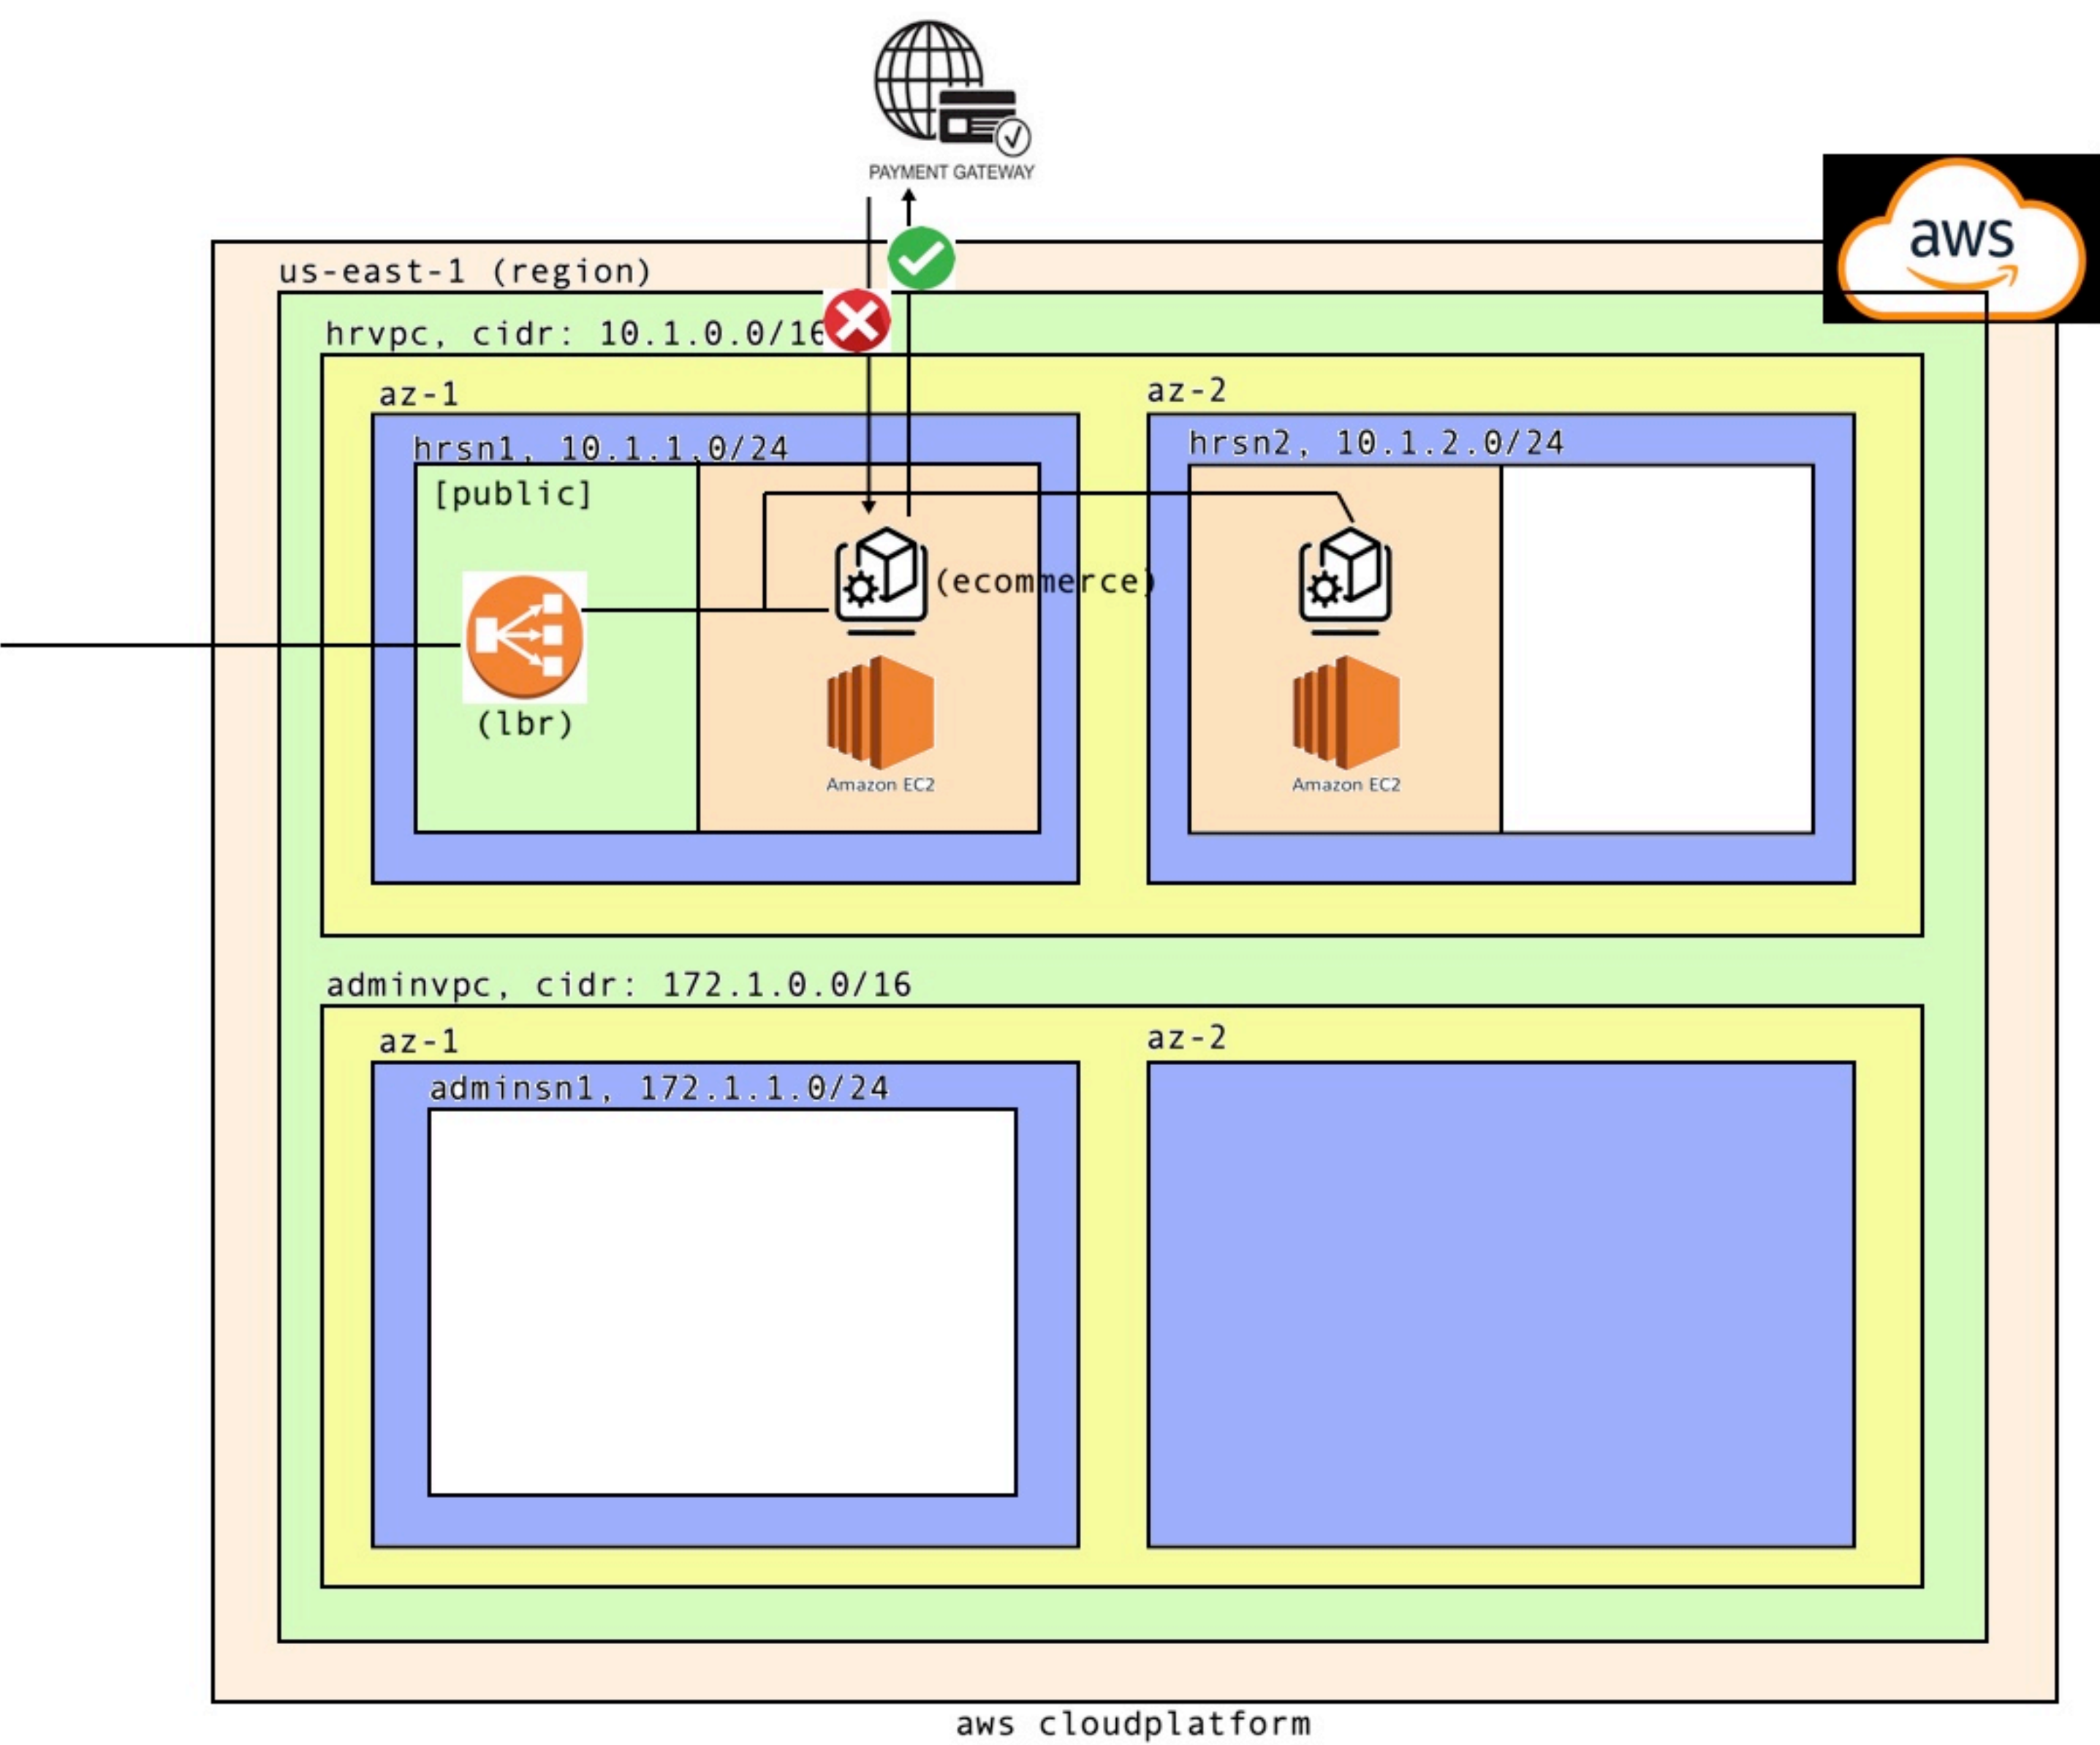 PAYMENT GATEWAY
aws
us-east-1 (region)
hrvpc, cidr: 10.1.0.0/16
az-1
az-2
hrsn1, 10.1.1.0/24
hrsn2, 10.1.2.0/24
[public]
(ecommerce)
(lbr)
Amazon EC2
Amazon EC2
adminvpc, cidr: 172.1.0.0/16
az-1
az-2
adminsn1, 172.1.1.0/24
aws cloudplatform